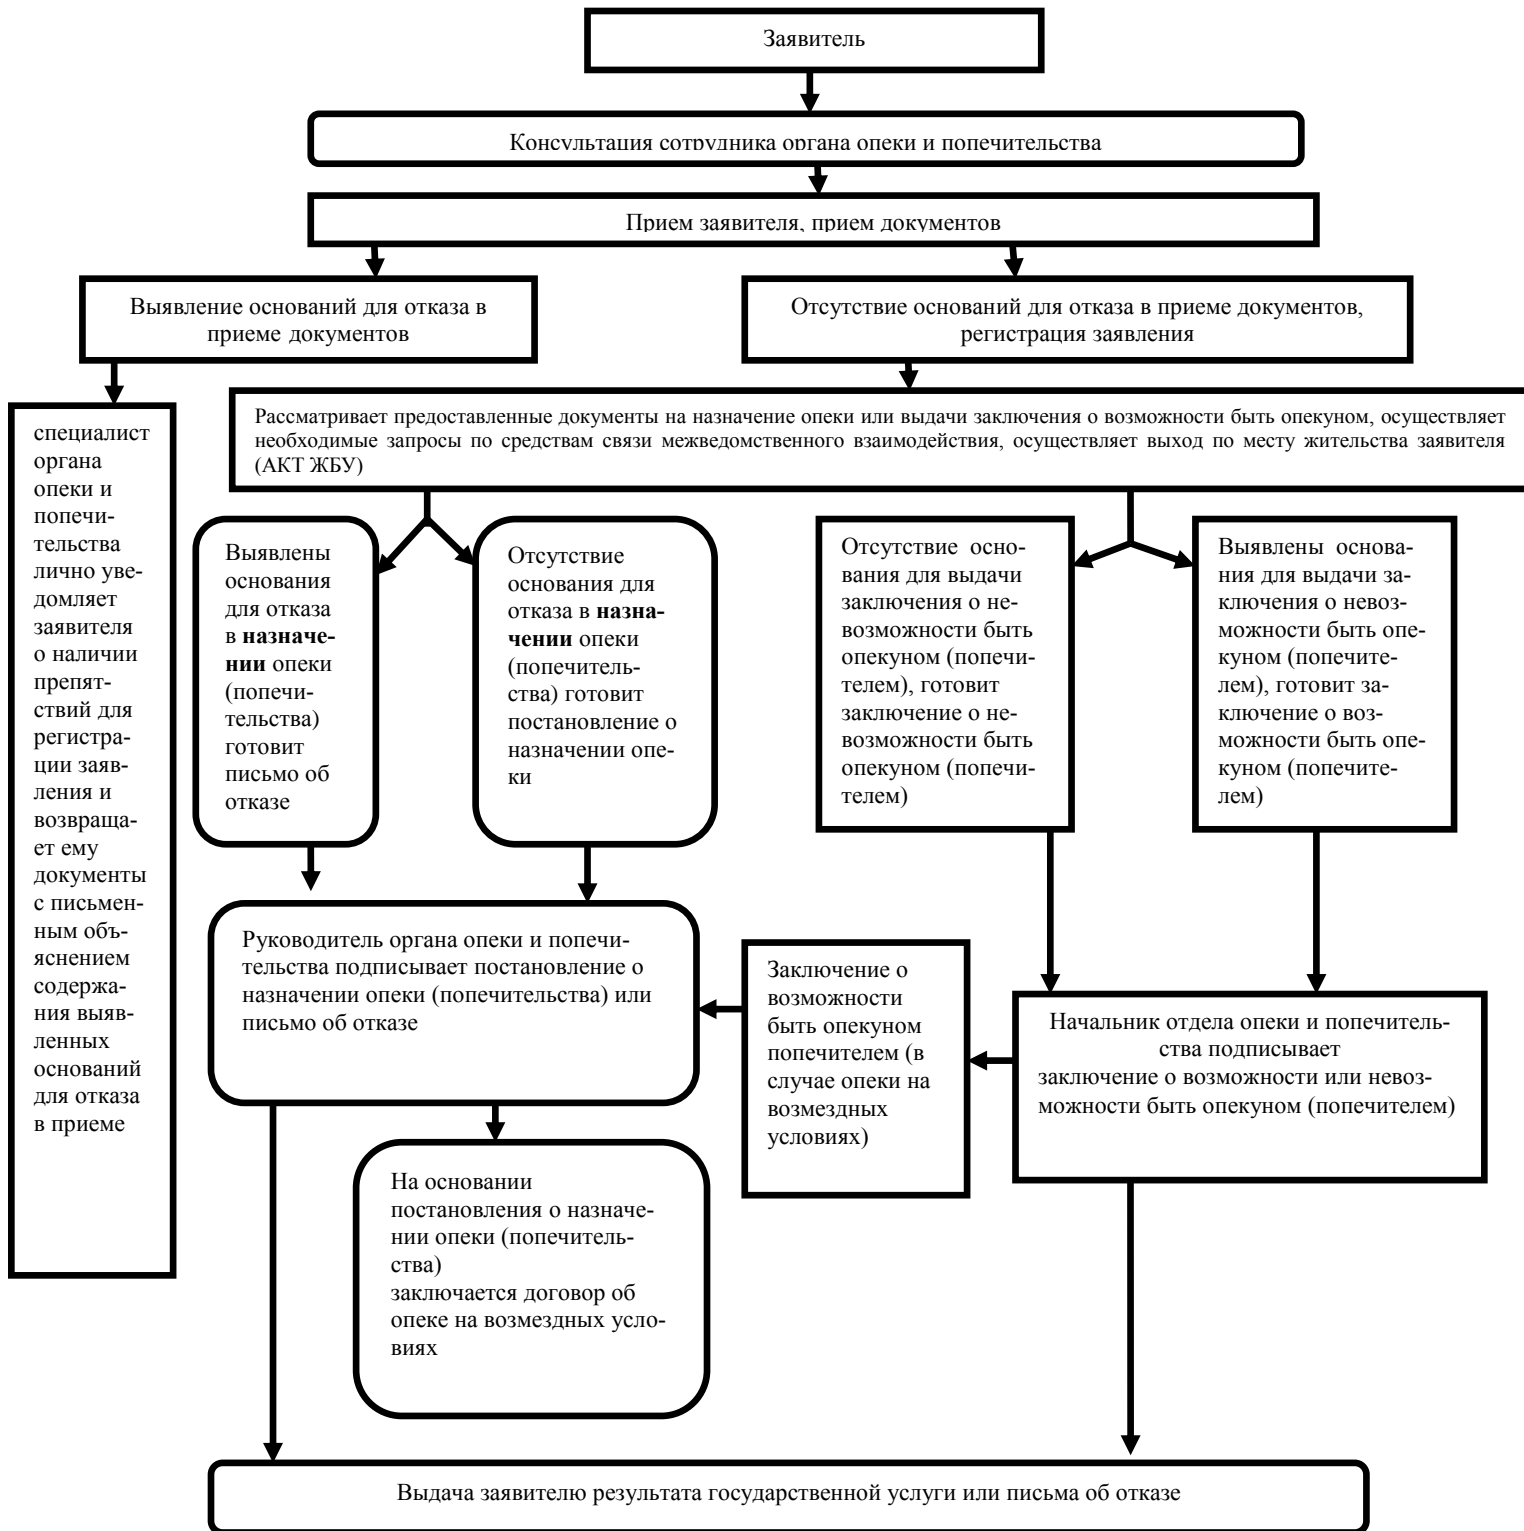 Заявитель
Консультация сотрудника органа опеки и попечительства
Прием заявителя, прием документов
Выявление оснований для отказа в
приеме документов
Отсутствие оснований для отказа в приеме документов,
регистрация заявления
Рассматривает предоставленные документы на назначение опеки или выдачи заключения о возможности быть опекуном, осуществляет
необходимые запросы по средствам связи межведомственного взаимодействия, осуществляет выход по месту жительства заявителя
(АКТ ЖБУ)
специалист
органа
опеки и
попечи-
тельства
лично уве-
домляет
заявителя
о наличии
препят-
ствий для
регистра-
ции заяв-
ления и
возвраща-
ет ему
документы
с письмен-
ным объ-
яснением
содержа-
ния выяв-
ленных
оснований
для отказа
в приеме
Выявлены
основания
для отказа
в назначе-
нии опеки
(попечи-
тельства)
готовит
письмо об
отказе
Отсутствие
основания для
отказа в назна-
чении опеки
(попечитель-
ства) готовит
постановление о
назначении опе-
ки
Отсутствие осно-
вания для выдачи
заключения о не-
возможности быть
опекуном (попечи-
телем), готовит
заключение о не-
возможности быть
опекуном (попечи-
телем)
Выявлены основа-
ния для выдачи за-
ключения о невоз-
можности быть опе-
куном (попечите-
лем), готовит за-
ключение о воз-
можности быть опе-
куном (попечите-
лем)
Руководитель органа опеки и попечи-
тельства подписывает постановление о
назначении опеки (попечительства) или
письмо об отказе
Заключение о
возможности
быть опекуном
попечителем (в
случае опеки на
возмездных
условиях)
Начальник отдела опеки и попечитель-
ства подписывает
заключение о возможности или невоз-
можности быть опекуном (попечителем)
На основании
постановления о назначе-
нии опеки (попечитель-
ства)
заключается договор об
опеке на возмездных усло-
виях
Выдача заявителю результата государственной услуги или письма об отказе